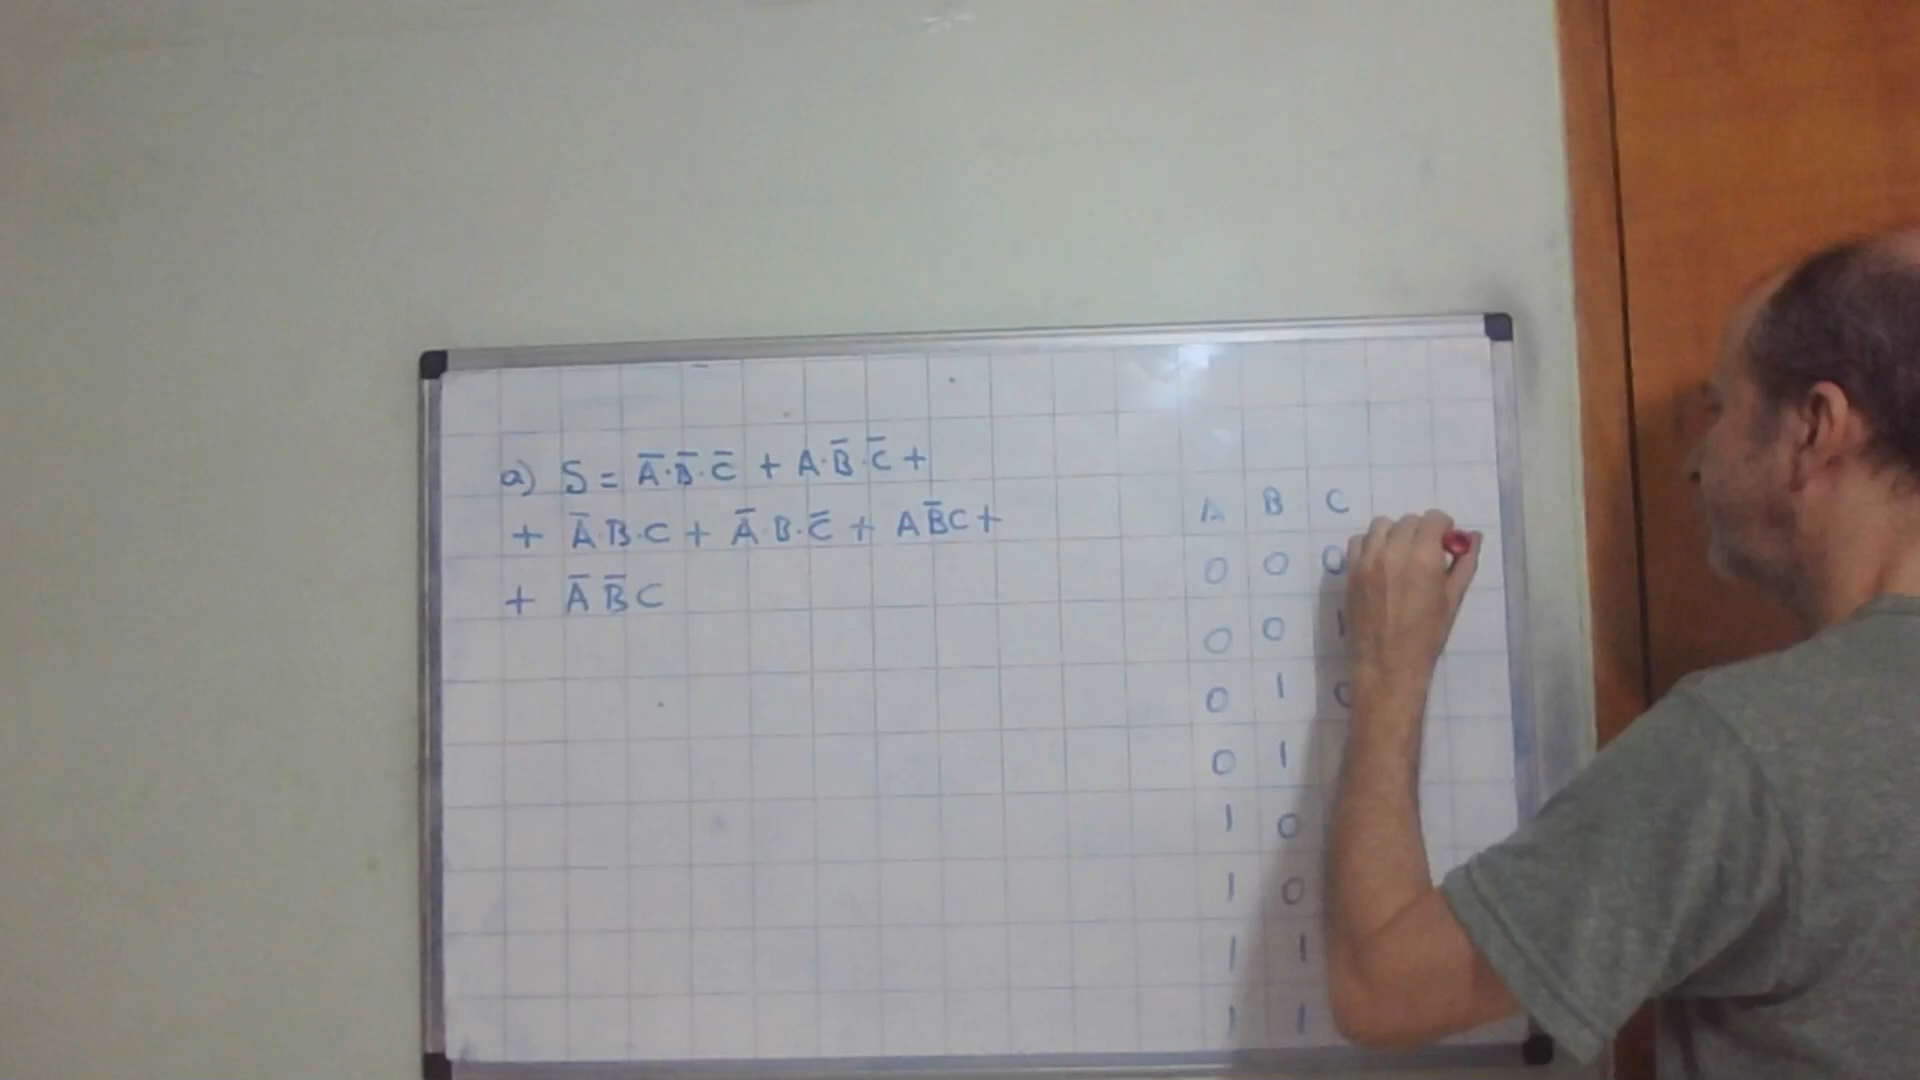 a) S = A̅·B̅·C̅ + A·B̅·C̅ +
+ A̅·B·C + A̅·B·C̅ + AB̅C +
+ A̅ B̅ C
A B C
0 0 0
0 0 1
0 1 0
0 1
1 0
1 0
1 1
1 1